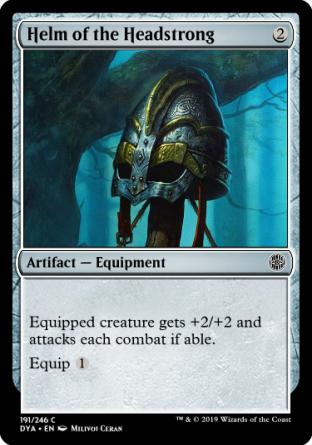 Helm of the Headstrong 2
Artifact — Equipment
Equipped creature gets +2/+2 and
attacks each combat if able.
Equip 1
191/246 C
DYA • EN Milivoj Ceran
™ & © 2019 Wizards of the Coast